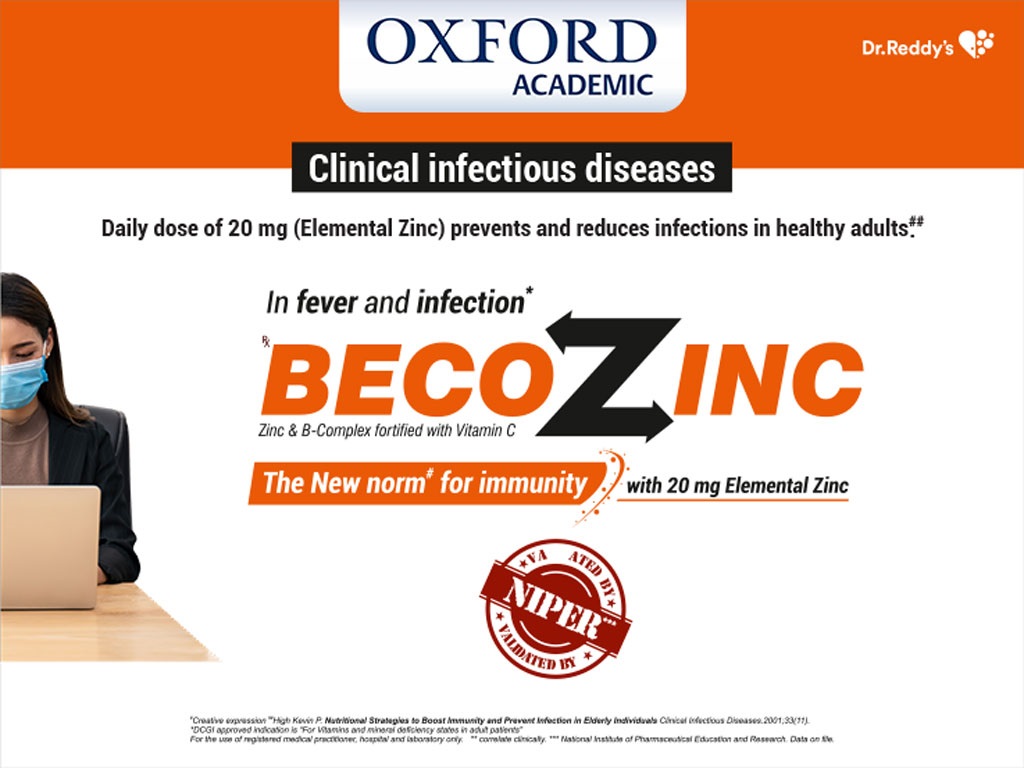 OXFORD
ACADEMIC
Dr.Reddy's
Clinical infectious diseases
Daily dose of 20 mg (Elemental Zinc) prevents and reduces infections in healthy adults.##
In fever and infection*
℞
BECOZINC
Zinc & B-Complex fortified with Vitamin C
The New norm# for immunity
with 20 mg Elemental Zinc
VA ATED BY
NIPER***
VALIDATED BY
#Creative expression ##High Kevin P. Nutritional Strategies to Boost Immunity and Prevent Infection in Elderly Individuals Clinical Infectious Diseases.2001;33(11).
*DCGI approved indication is "For Vitamins and mineral deficiency states in adult patients"
For the use of registered medical practitioner, hospital and laboratory only. ** correlate clinically. *** National Institute of Pharmaceutical Education and Research. Data on file.